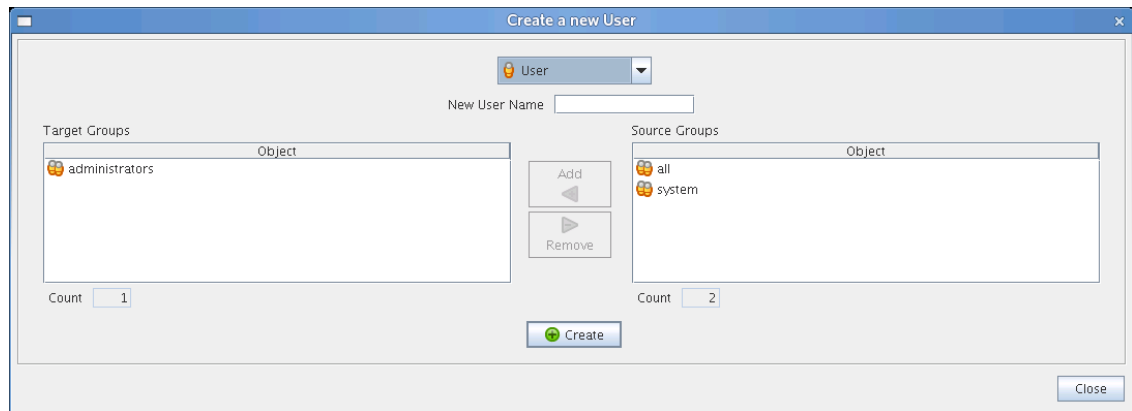 Create a new User
User
New User Name
Target Groups
Object
administrators
Count 1
Add
Remove
Source Groups
Object
all
system
Count 2
Create
Close